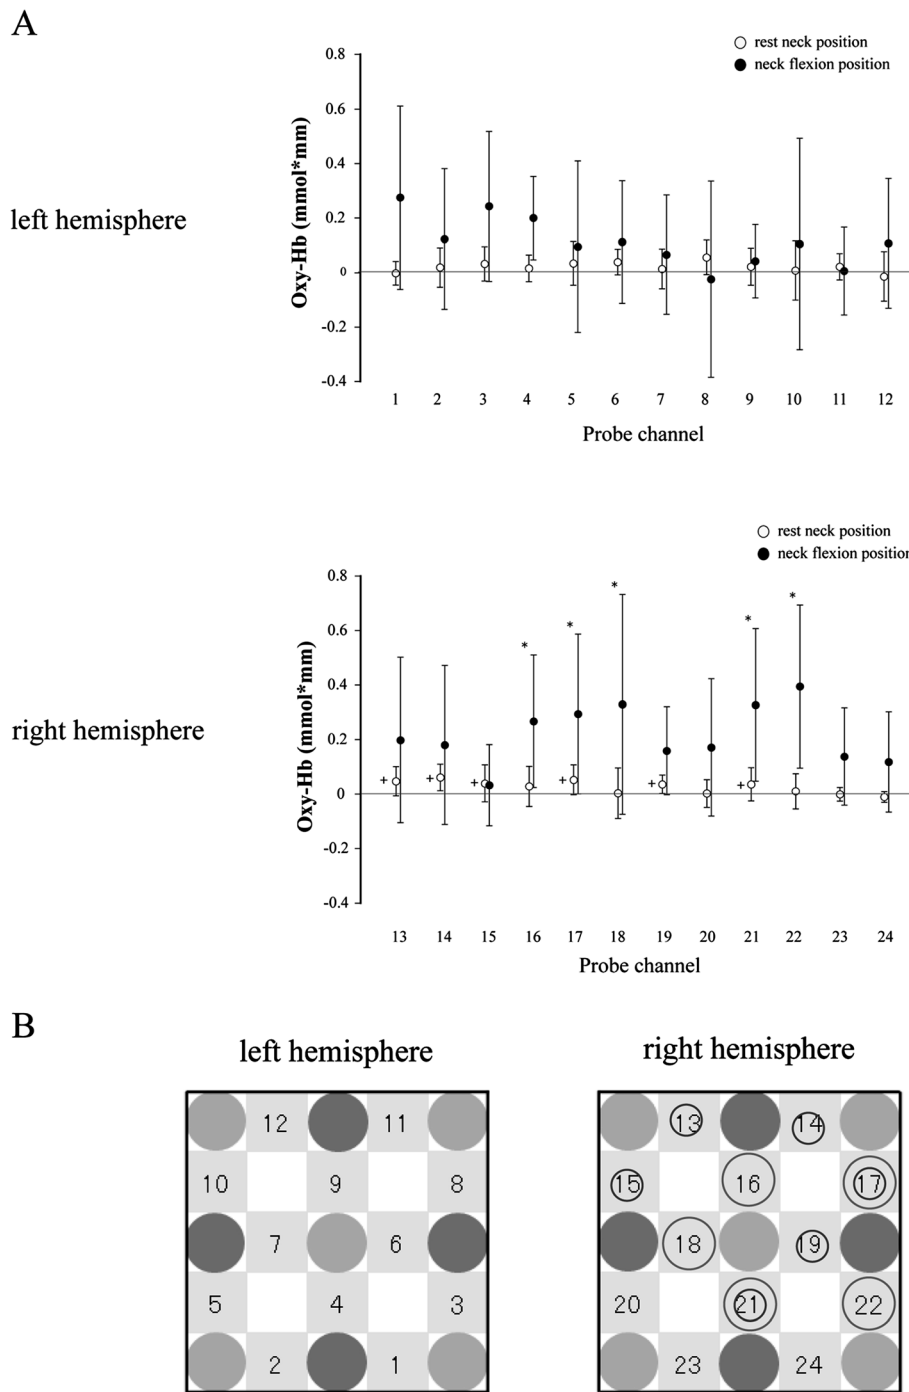 A
rest neck position
neck flexion position
left hemisphere
Oxy-Hb (mmol*mm)
0.8
0.6
0.4
0.2
0
-0.2
-0.4
1 2 3 4 5 6 7 8 9 10 11 12
Probe channel
rest neck position
neck flexion position
right hemisphere
Oxy-Hb (mmol*mm)
0.8
0.6
0.4
0.2
0
-0.2
-0.4
* * * * *
+ + + + + +
13 14 15 16 17 18 19 20 21 22 23 24
Probe channel
B
left hemisphere
12 11
10 9 8
7 6
5 4 3
2 1
right hemisphere
13 14
15 16 17
18 19
20 21 22
23 24